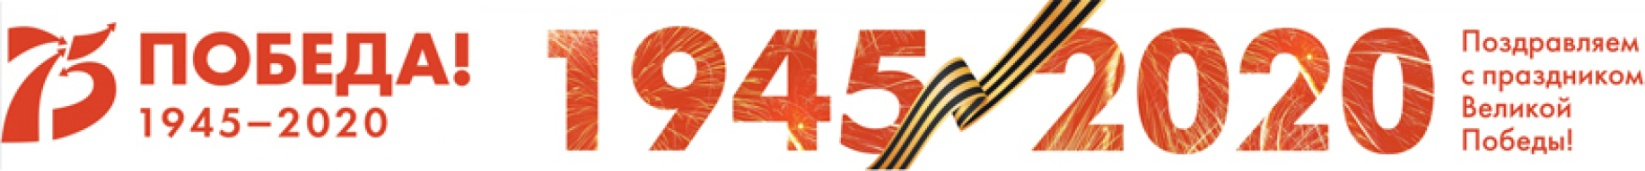 75 ПОБЕДА!
1945–2020
1945 2020
Поздравляем
с праздником
Великой
Победы!